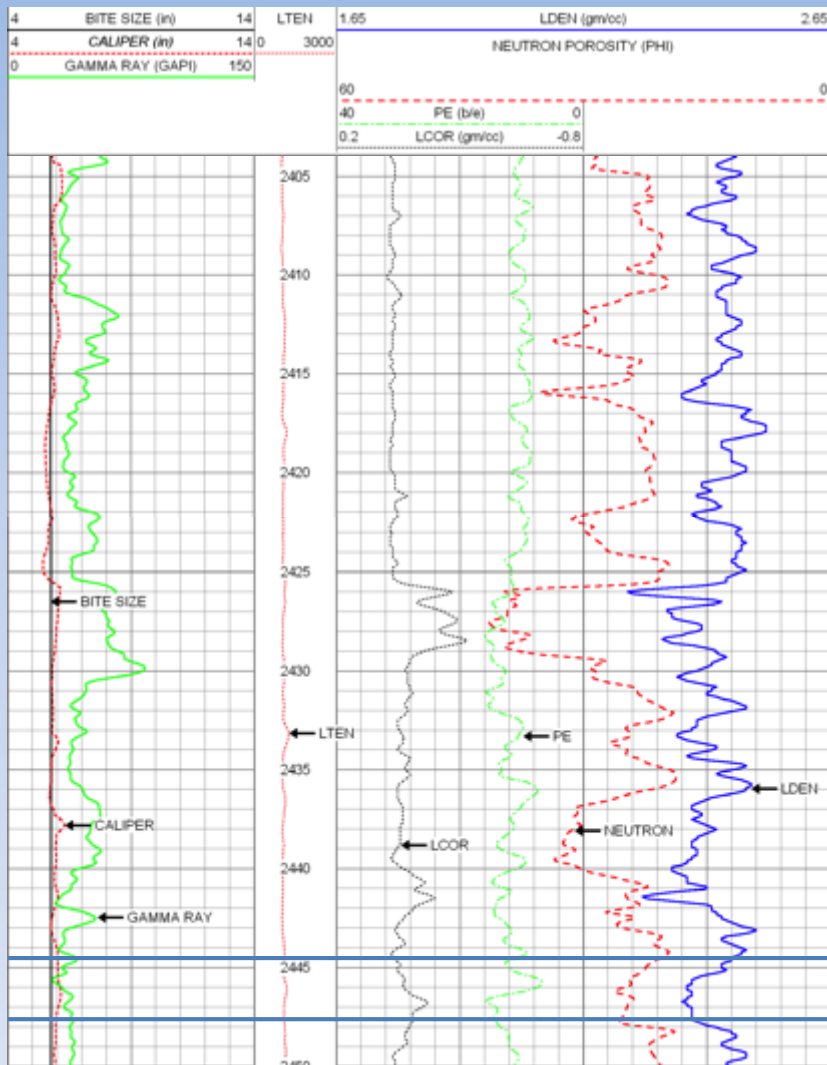 4 BITE SIZE (in) 14 LTEN 1.65 LDEN (gm/cc) 2.65
4 CALIPER (in) 14 0 3000 NEUTRON POROSITY (PHI)
0 GAMMA RAY (GAPI) 150
60 0
40 PE (b/e) 0
0.2 LCOR (gm/cc) -0.8
2405
2410
2415
2420
2425
BITE SIZE
2430
LTEN
PE
2435
LDEN
CALIPER
NEUTRON
LCOR
2440
GAMMA RAY
2445